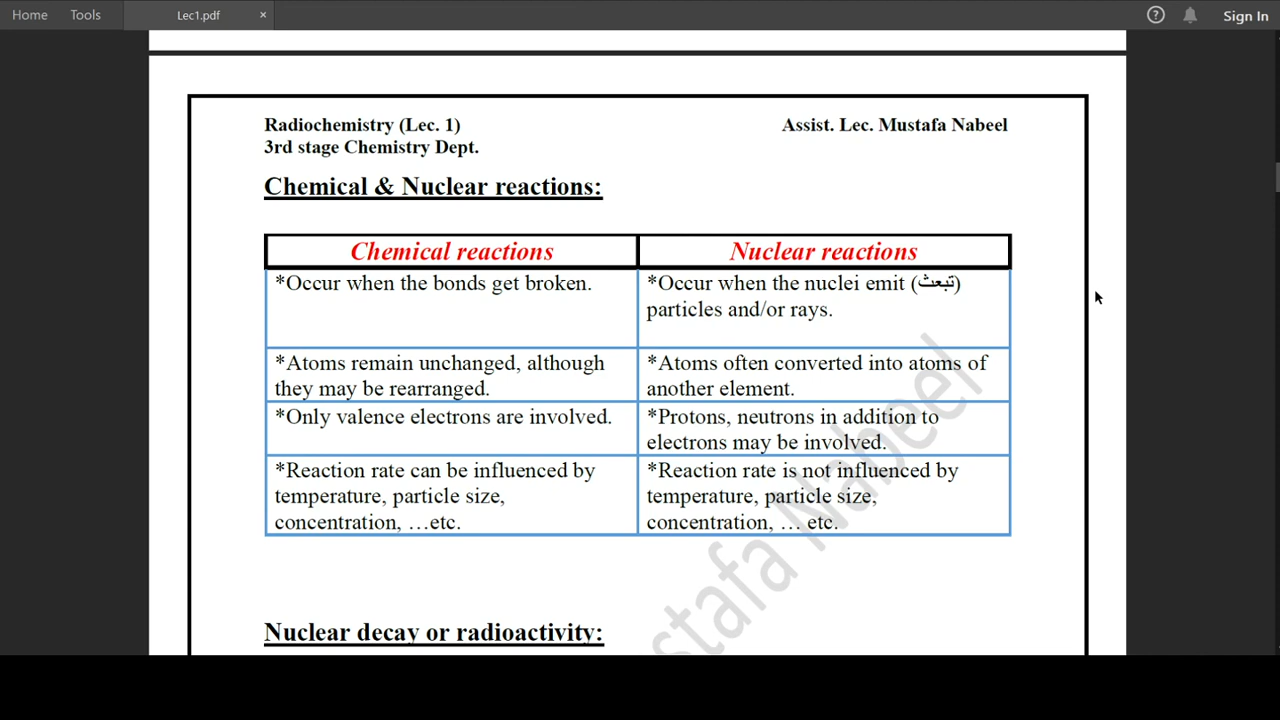 Home Tools Lec1.pdf × ? Sign In
Radiochemistry (Lec. 1) Assist. Lec. Mustafa Nabeel
3rd stage Chemistry Dept.
Chemical & Nuclear reactions:
Chemical reactions
Nuclear reactions
*Occur when the bonds get broken.
*Occur when the nuclei emit (تبعث)
particles and/or rays.
*Atoms remain unchanged, although
they may be rearranged.
*Atoms often converted into atoms of
another element.
*Only valence electrons are involved.
*Protons, neutrons in addition to
electrons may be involved.
*Reaction rate can be influenced by
temperature, particle size,
concentration, …etc.
*Reaction rate is not influenced by
temperature, particle size,
concentration, … etc.
Nuclear decay or radioactivity:
stafa Nabeel